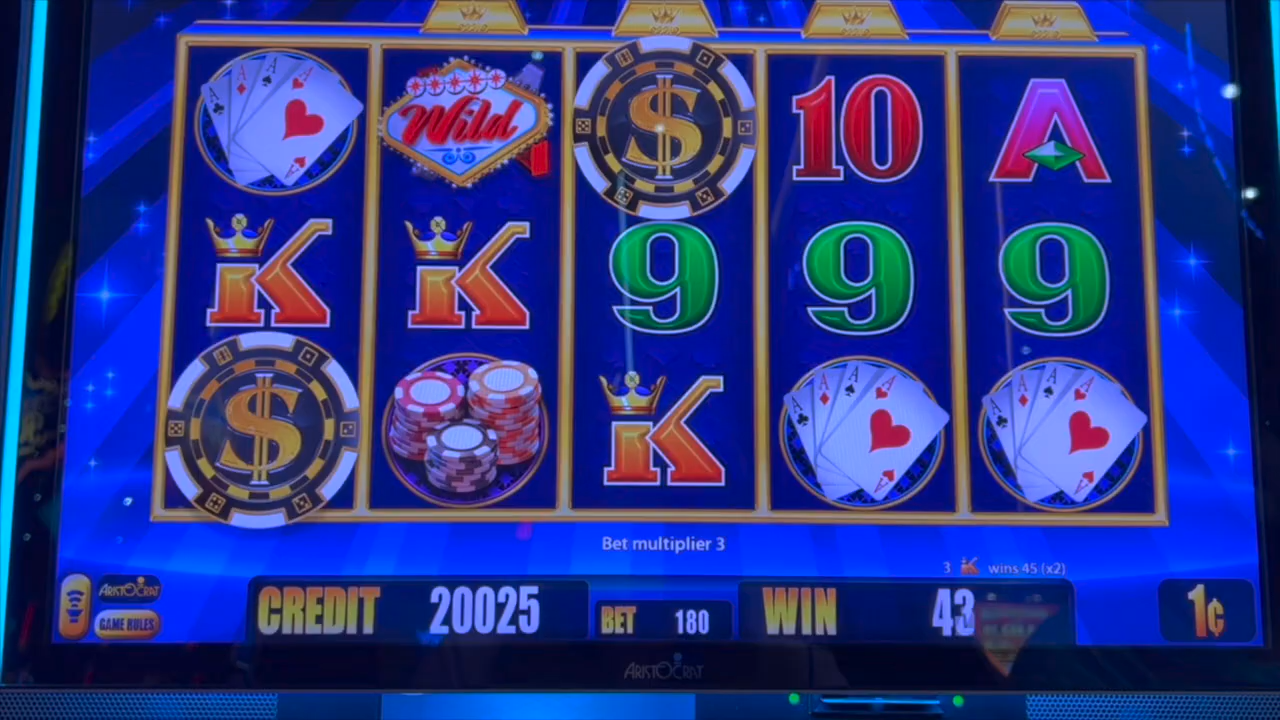 A A A A
Wild
$
10
A
K
K
9
9
9
$
K
A A A A
A A A A
Bet multiplier 3
3 K wins 45 (x2)
ARISTOCRAT
GAME RULES
CREDIT 20025
BET 180
WIN 43
1¢
ARISTOCRAT